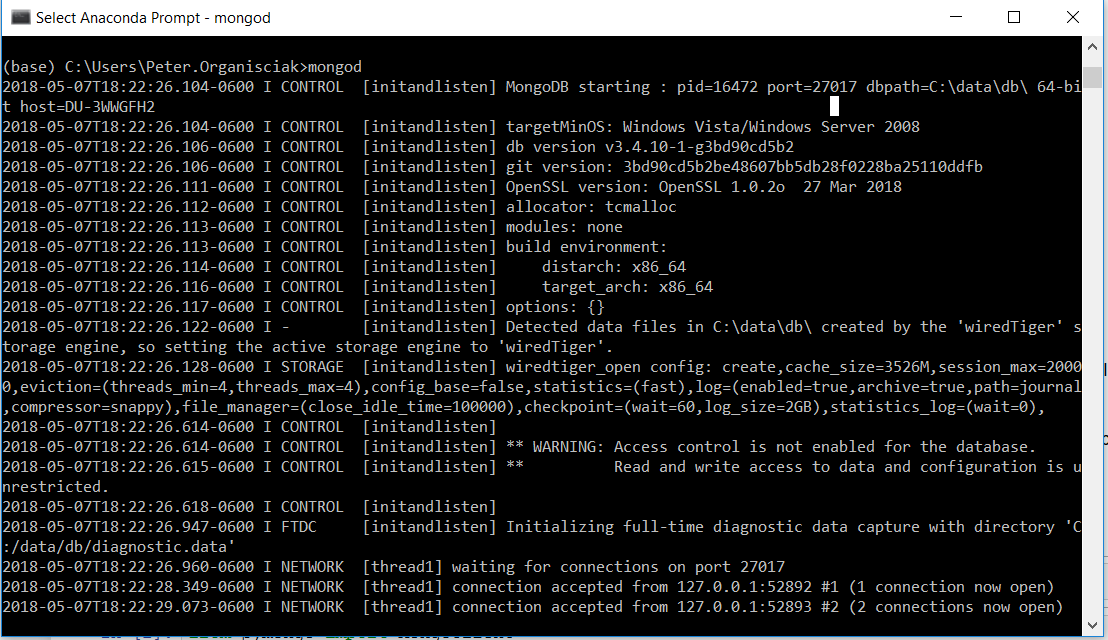 Select Anaconda Prompt - mongod
(base) C:\Users\Peter.Organisciak>mongod
2018-05-07T18:22:26.104-0600 I CONTROL  [initandlisten] MongoDB starting : pid=16472 port=27017 dbpath=C:\data\db\ 64-bi
t host=DU-3WWGFH2
2018-05-07T18:22:26.104-0600 I CONTROL  [initandlisten] targetMinOS: Windows Vista/Windows Server 2008
2018-05-07T18:22:26.106-0600 I CONTROL  [initandlisten] db version v3.4.10-1-g3bd90cd5b2
2018-05-07T18:22:26.106-0600 I CONTROL  [initandlisten] git version: 3bd90cd5b2be48607bb5db28f0228ba25110ddfb
2018-05-07T18:22:26.111-0600 I CONTROL  [initandlisten] OpenSSL version: OpenSSL 1.0.2o  27 Mar 2018
2018-05-07T18:22:26.112-0600 I CONTROL  [initandlisten] allocator: tcmalloc
2018-05-07T18:22:26.113-0600 I CONTROL  [initandlisten] modules: none
2018-05-07T18:22:26.113-0600 I CONTROL  [initandlisten] build environment:
2018-05-07T18:22:26.114-0600 I CONTROL  [initandlisten]     distarch: x86_64
2018-05-07T18:22:26.116-0600 I CONTROL  [initandlisten]     target_arch: x86_64
2018-05-07T18:22:26.117-0600 I CONTROL  [initandlisten] options: {}
2018-05-07T18:22:26.122-0600 I -        [initandlisten] Detected data files in C:\data\db\ created by the 'wiredTiger' s
torage engine, so setting the active storage engine to 'wiredTiger'.
2018-05-07T18:22:26.128-0600 I STORAGE  [initandlisten] wiredtiger_open config: create,cache_size=3526M,session_max=2000
0,eviction=(threads_min=4,threads_max=4),config_base=false,statistics=(fast),log=(enabled=true,archive=true,path=journal
,compressor=snappy),file_manager=(close_idle_time=100000),checkpoint=(wait=60,log_size=2GB),statistics_log=(wait=0),
2018-05-07T18:22:26.614-0600 I CONTROL  [initandlisten]
2018-05-07T18:22:26.614-0600 I CONTROL  [initandlisten] ** WARNING: Access control is not enabled for the database.
2018-05-07T18:22:26.615-0600 I CONTROL  [initandlisten] **          Read and write access to data and configuration is u
nrestricted.
2018-05-07T18:22:26.618-0600 I CONTROL  [initandlisten]
2018-05-07T18:22:26.947-0600 I FTDC     [initandlisten] Initializing full-time diagnostic data capture with directory 'C
:/data/db/diagnostic.data'
2018-05-07T18:22:26.960-0600 I NETWORK  [thread1] waiting for connections on port 27017
2018-05-07T18:22:28.349-0600 I NETWORK  [thread1] connection accepted from 127.0.0.1:52892 #1 (1 connection now open)
2018-05-07T18:22:29.073-0600 I NETWORK  [thread1] connection accepted from 127.0.0.1:52893 #2 (2 connections now open)